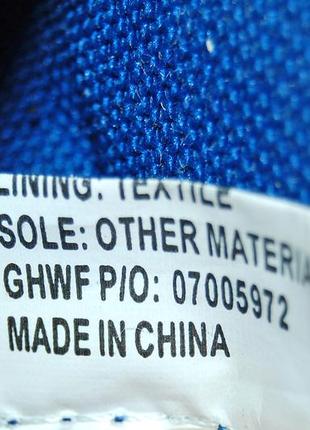 LINING: TEXTILE
SOLE: OTHER MATERIA
GHWF P/O: 07005972
MADE IN CHINA